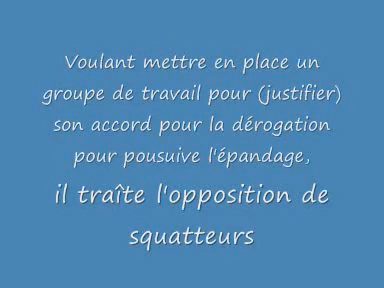 Voulant mettre en place un
groupe de travail pour (justifier)
son accord pour la dérogation
pour pousuive l'épandage,
il traîte l'opposition de
squatteurs